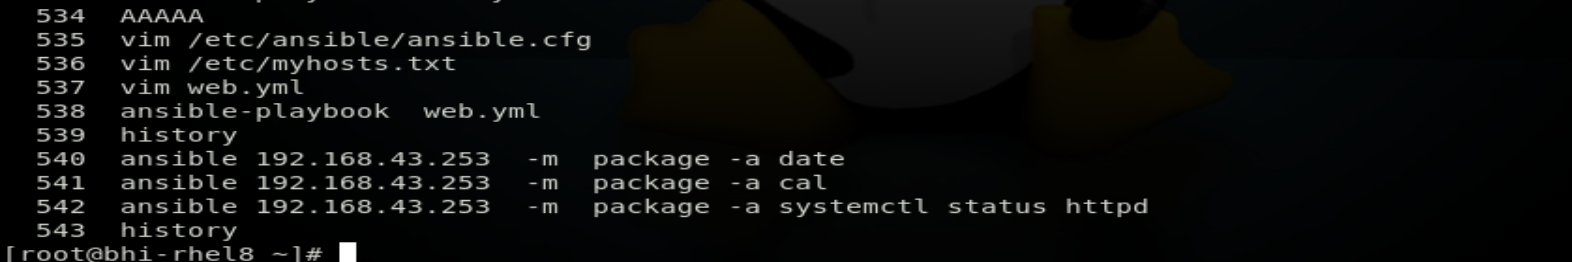 534 AAAAA
535 vim /etc/ansible/ansible.cfg
536 vim /etc/myhosts.txt
537 vim web.yml
538 ansible-playbook  web.yml
539 history
540 ansible 192.168.43.253  -m  package -a date
541 ansible 192.168.43.253  -m  package -a cal
542 ansible 192.168.43.253  -m  package -a systemctl status httpd
543 history
[root@bhi-rhel8 ~]#